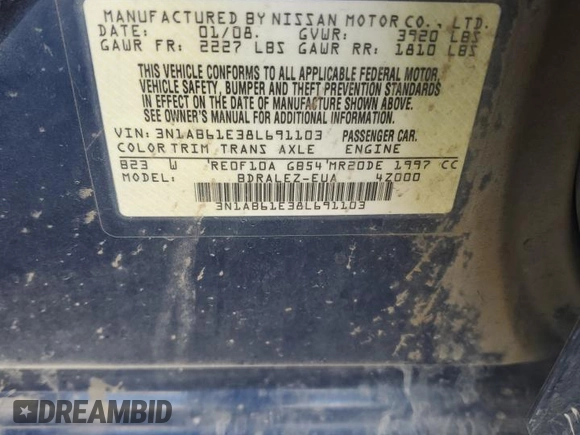 MANUFACTURED BY NISSAN MOTOR CO., LTD.
DATE: 01/08. GVWR: 3920 LBS
GAWR FR: 2227 LBS GAWR RR: 1810 LBS
THIS VEHICLE CONFORMS TO ALL APPLICABLE FEDERAL MOTOR
VEHICLE SAFETY, BUMPER AND THEFT PREVENTION STANDARDS
IN EFFECT ON THE DATE OF MANUFACTURE SHOWN ABOVE.
SEE OWNER'S MANUAL FOR ADDITIONAL INFORMATION.
VIN: 3N1AB61E38L691103 PASSENGER CAR.
COLOR TRIM TRANS AXLE ENGINE
B23 W RE0F10A GB54 MR20DE 1997 CC
MODEL: BDRALEZ-EUA 4Z000
3N1AB61E38L691103
DREAMBID